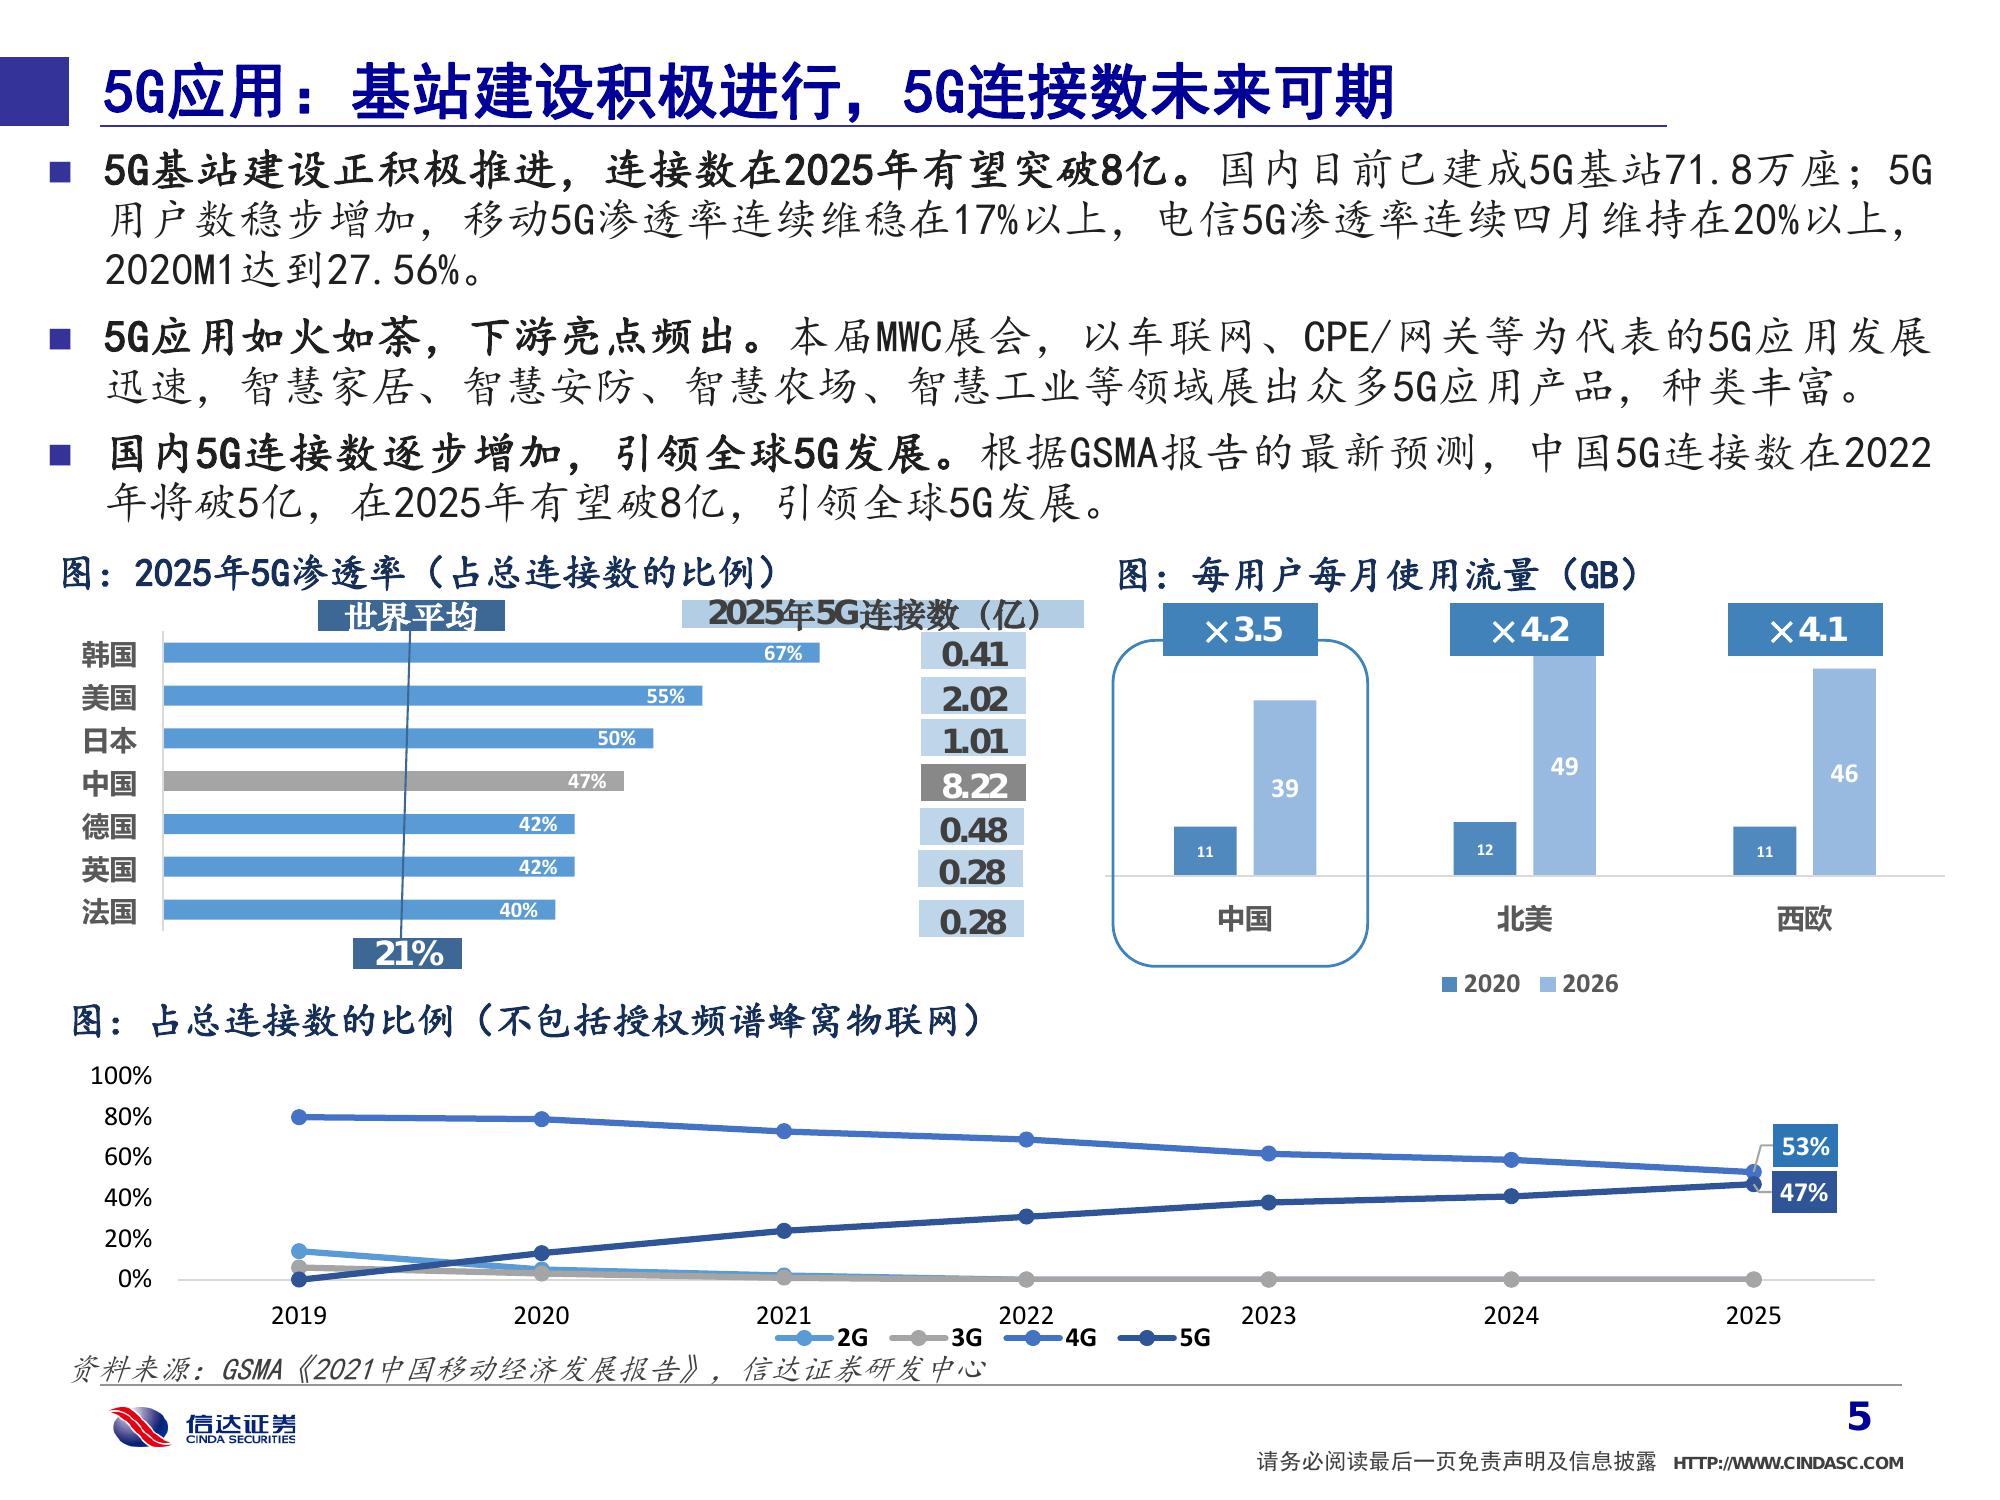 5G应用：基站建设积极进行，5G连接数未来可期
5G基站建设正积极推进，连接数在2025年有望突破8亿。国内目前已建成5G基站71.8万座；5G
用户数稳步增加，移动5G渗透率连续维稳在17%以上，电信5G渗透率连续四月维持在20%以上，
2020M1达到27.56%。
5G应用如火如荼，下游亮点频出。本届MWC展会，以车联网、CPE/网关等为代表的5G应用发展
迅速，智慧家居、智慧安防、智慧农场、智慧工业等领域展出众多5G应用产品，种类丰富。
国内5G连接数逐步增加，引领全球5G发展。根据GSMA报告的最新预测，中国5G连接数在2022
年将破5亿，在2025年有望破8亿，引领全球5G发展。
图：2025年5G渗透率（占总连接数的比例）
世界平均
2025年5G连接数（亿）
韩国 67% 0.41
美国 55% 2.02
日本 50% 1.01
中国 47% 8.22
德国 42% 0.48
英国 42% 0.28
法国 40% 0.28
21%
图：每用户每月使用流量（GB）
×3.5 ×4.2 ×4.1
11 39 12 49 11 46
中国 北美 西欧
2020 2026
图：占总连接数的比例（不包括授权频谱蜂窝物联网）
100%
80%
60%
40%
20%
0%
53%
47%
2019 2020 2021 2022 2023 2024 2025
2G 3G 4G 5G
资料来源：GSMA《2021中国移动经济发展报告》，信达证券研发中心
信达证券
CINDA SECURITIES
5
请务必阅读最后一页免责声明及信息披露 HTTP://WWW.CINDASC.COM